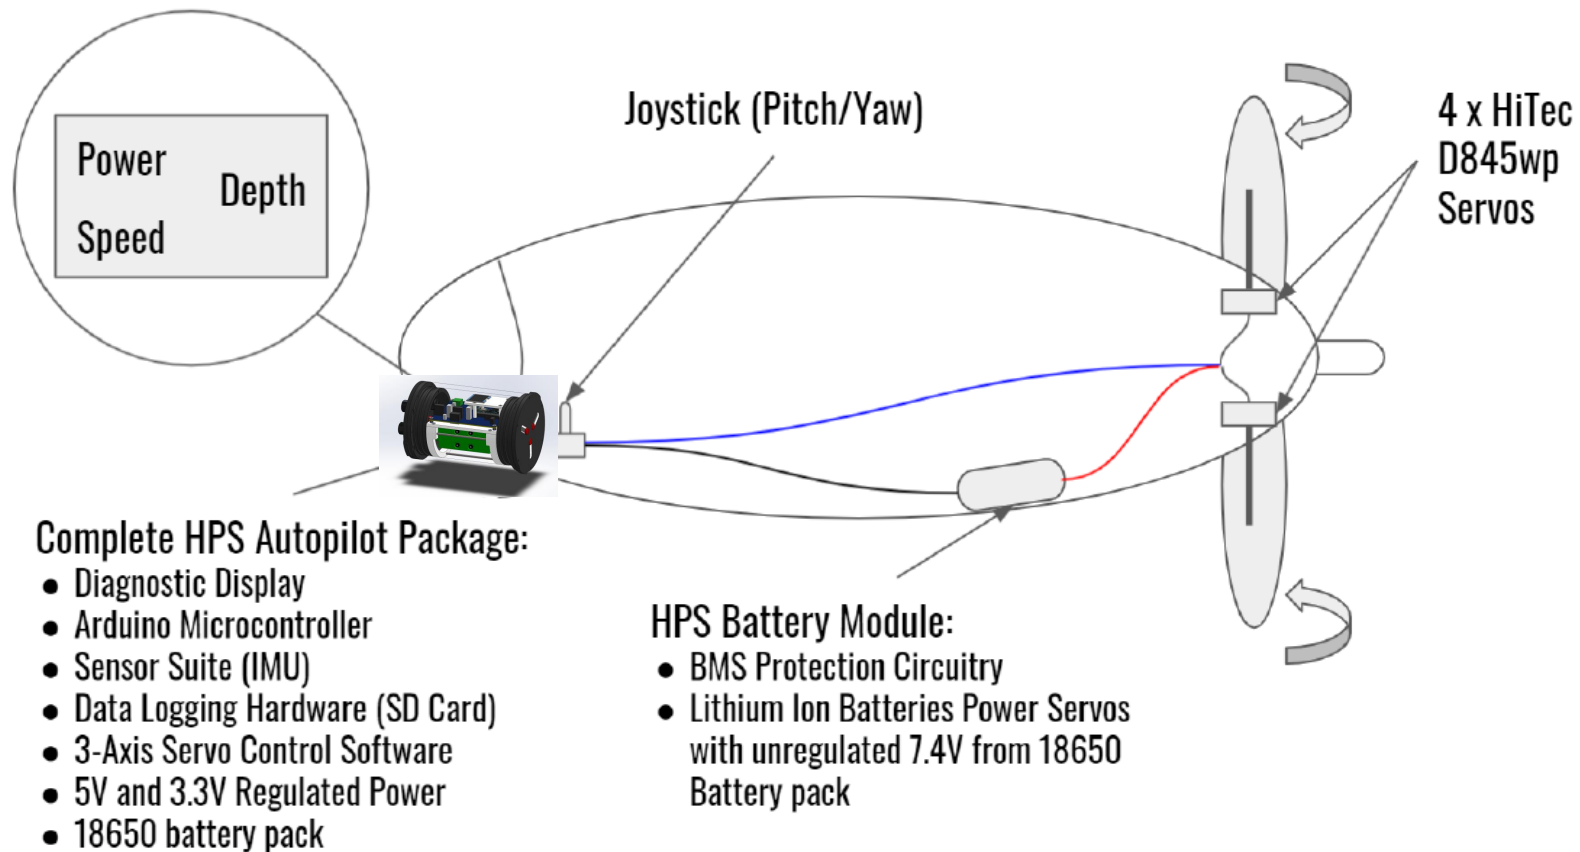 Power
Depth
Speed
Joystick (Pitch/Yaw)
4 x HiTec
D845wp
Servos
Complete HPS Autopilot Package:
● Diagnostic Display
● Arduino Microcontroller
● Sensor Suite (IMU)
● Data Logging Hardware (SD Card)
● 3-Axis Servo Control Software
● 5V and 3.3V Regulated Power
● 18650 battery pack
HPS Battery Module:
● BMS Protection Circuitry
● Lithium Ion Batteries Power Servos
with unregulated 7.4V from 18650
Battery pack